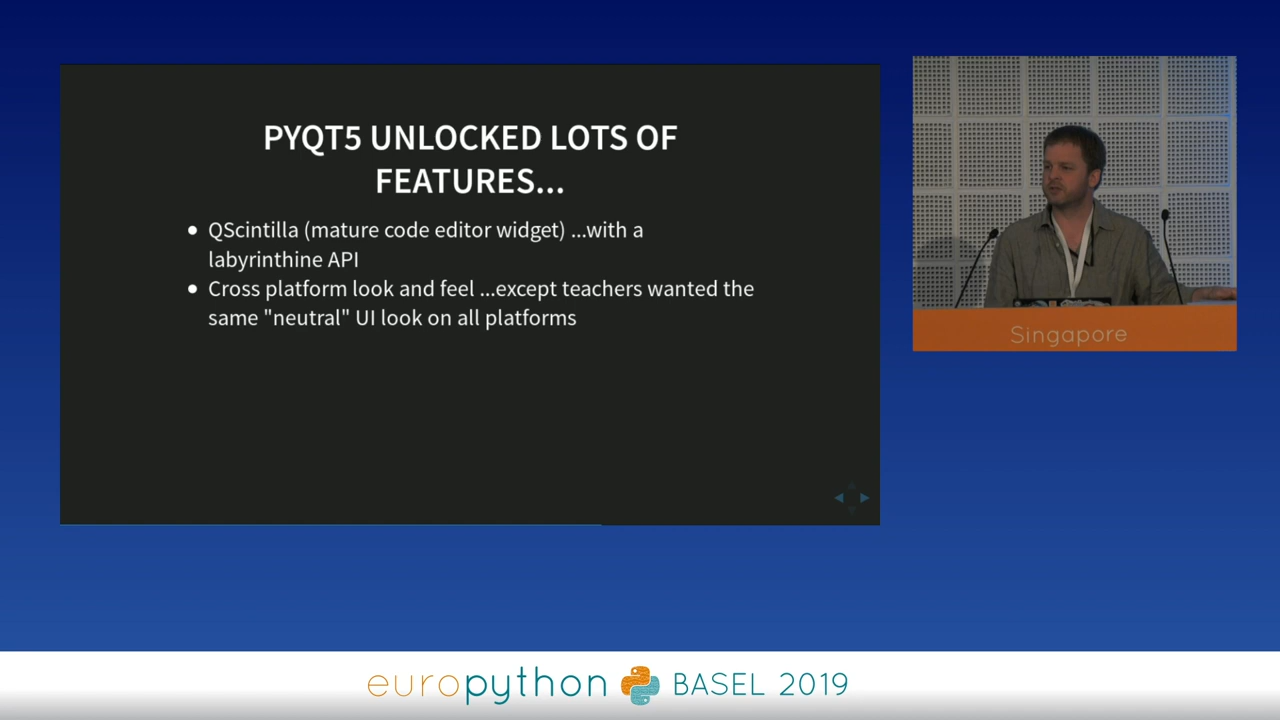 PYQT5 UNLOCKED LOTS OF
FEATURES...
QScintilla (mature code editor widget) ...with a
labyrinthine API
Cross platform look and feel ...except teachers wanted the
same "neutral" UI look on all platforms
Singapore
europython BASEL 2019